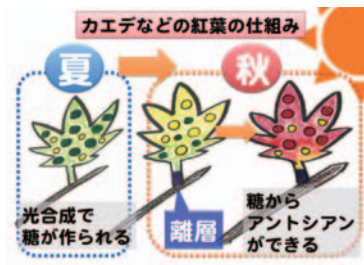 カエデなどの紅葉の仕組み
夏
秋
光合成で
糖が作られる
離層
糖から
アントシアン
ができる